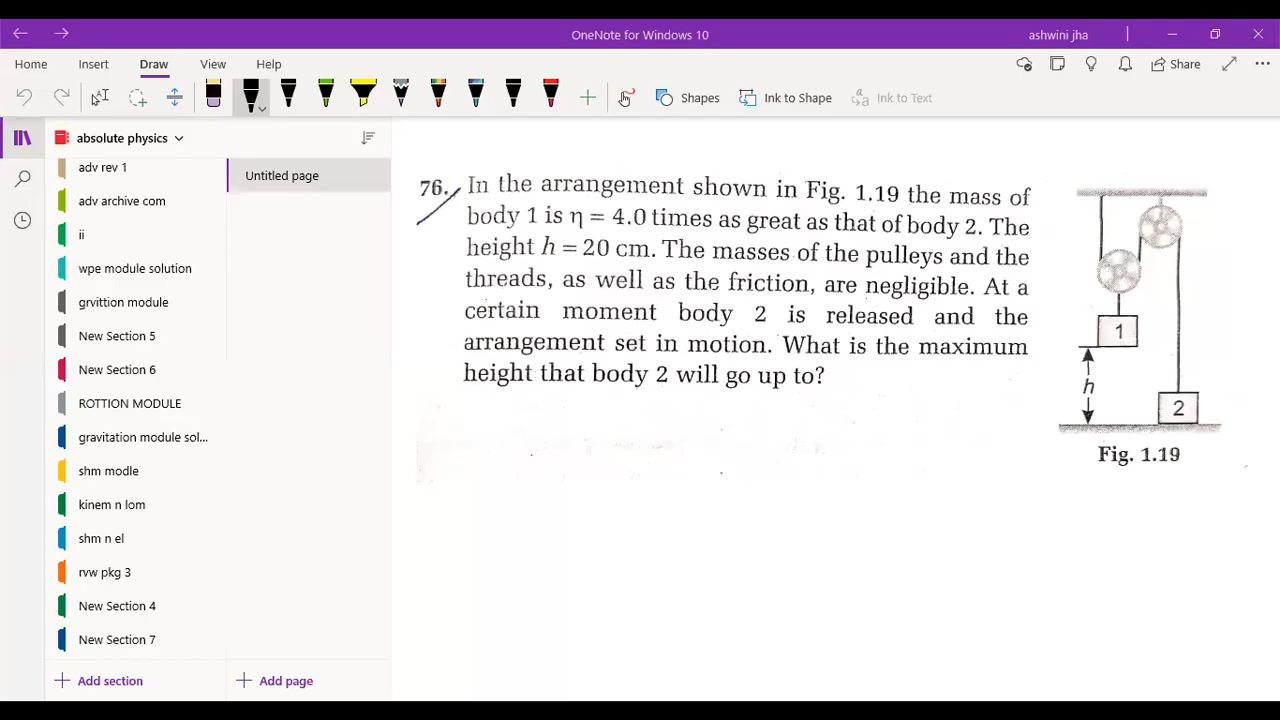 OneNote for Windows 10
ashwini jha
Home
Insert
Draw
View
Help
Share
Shapes
Ink to Shape
Ink to Text
absolute physics
adv rev 1
adv archive com
ii
wpe module solution
grvittion module
New Section 5
New Section 6
ROTTION MODULE
gravitation module sol...
shm modle
kinem n lom
shm n el
rvw pkg 3
New Section 4
New Section 7
Add section
Untitled page
Add page
76. In the arrangement shown in Fig. 1.19 the mass of
body 1 is η = 4.0 times as great as that of body 2. The
height h = 20 cm. The masses of the pulleys and the
threads, as well as the friction, are negligible. At a
certain moment body 2 is released and the
arrangement set in motion. What is the maximum
height that body 2 will go up to?
1
h
2
Fig. 1.19